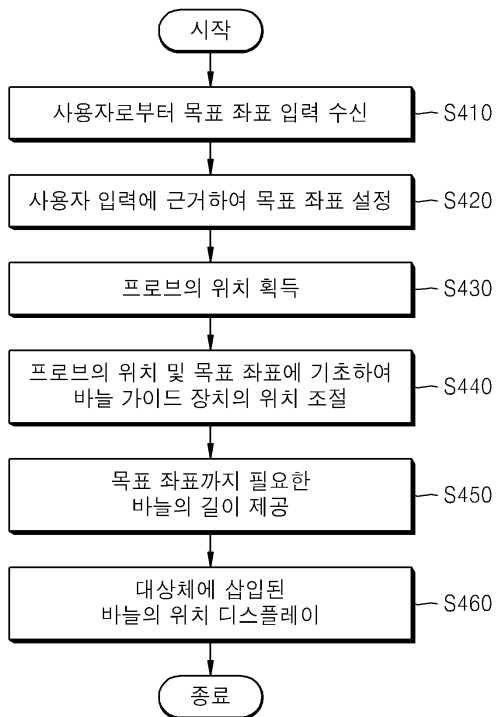 시작
사용자로부터 목표 좌표 입력 수신
S410
사용자 입력에 근거하여 목표 좌표 설정
S420
프로브의 위치 획득
S430
프로브의 위치 및 목표 좌표에 기초하여
바늘 가이드 장치의 위치 조절
S440
목표 좌표까지 필요한
바늘의 길이 제공
S450
대상체에 삽입된
바늘의 위치 디스플레이
S460
종료